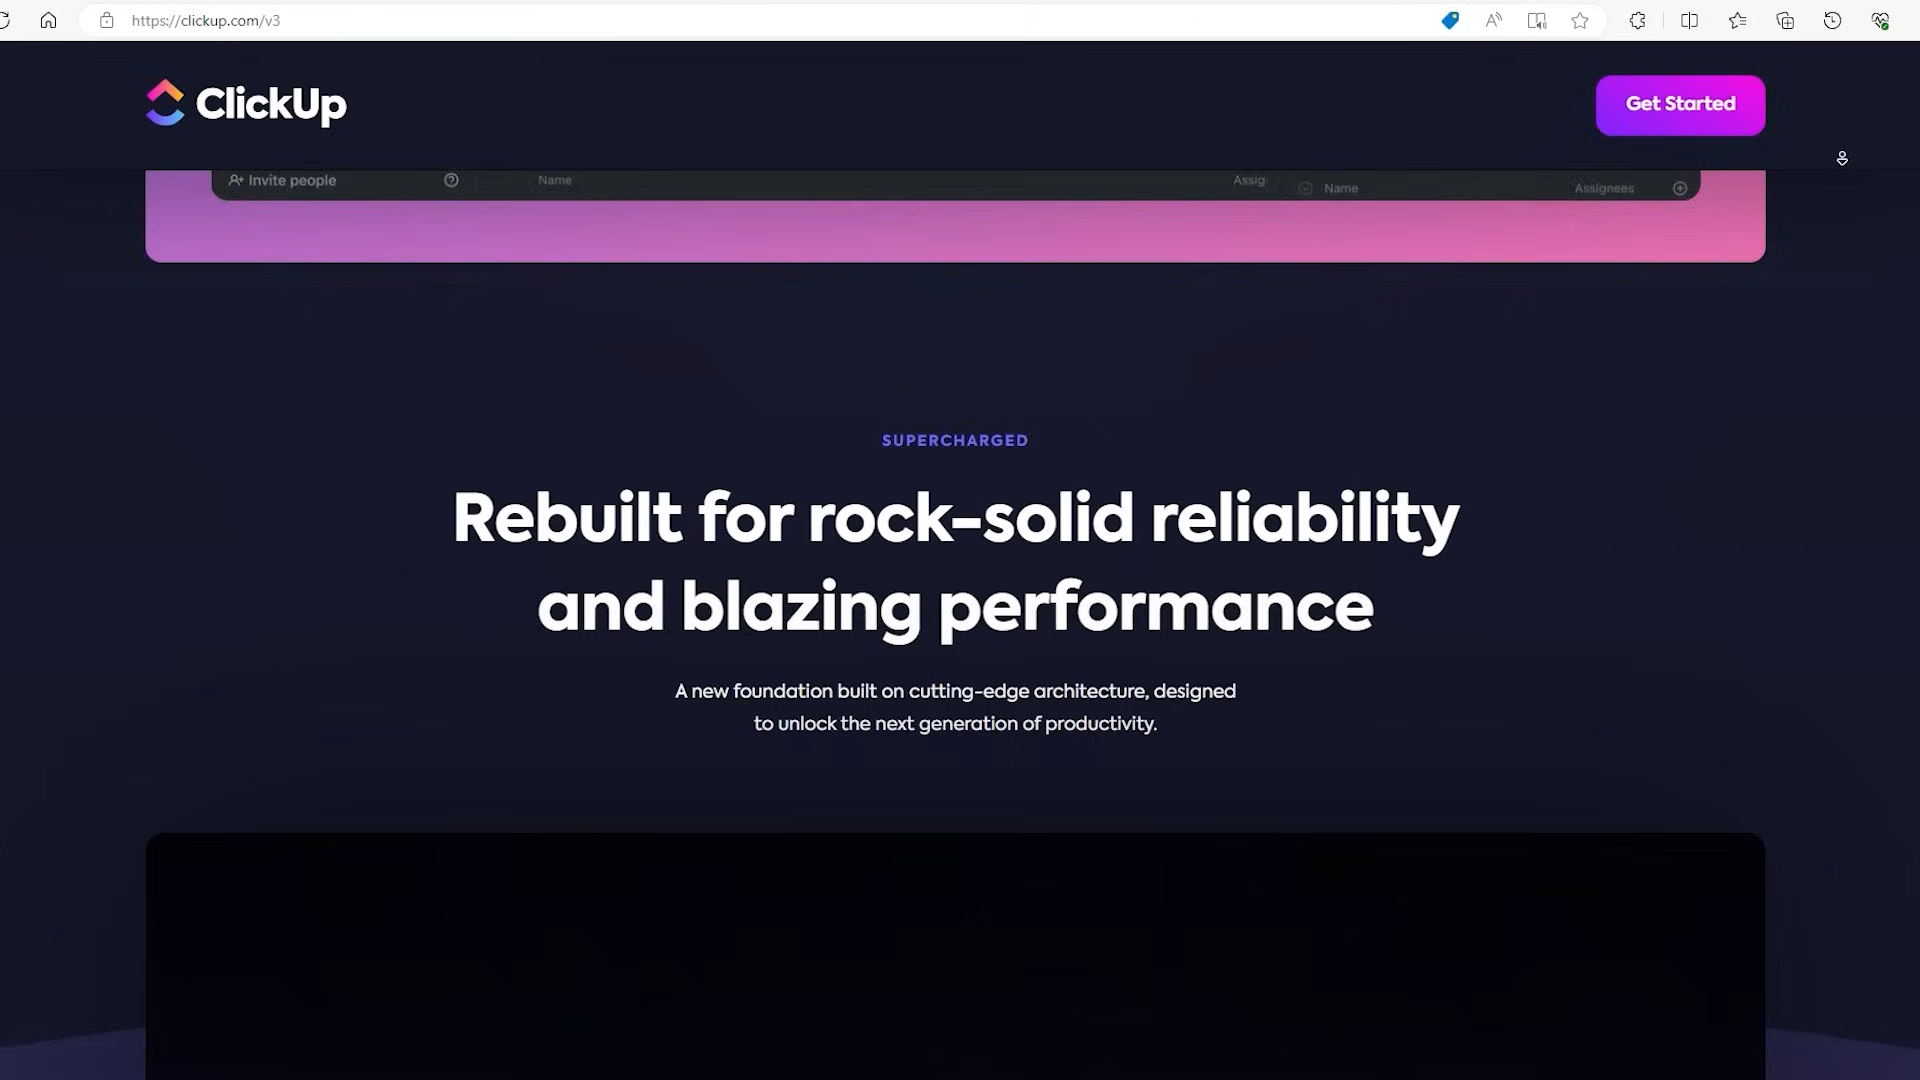 https://clickup.com/v3
ClickUp
Get Started
Invite people
Name
Assig
Name
Assignees
SUPERCHARGED
Rebuilt for rock-solid reliability
and blazing performance
A new foundation built on cutting-edge architecture, designed
to unlock the next generation of productivity.